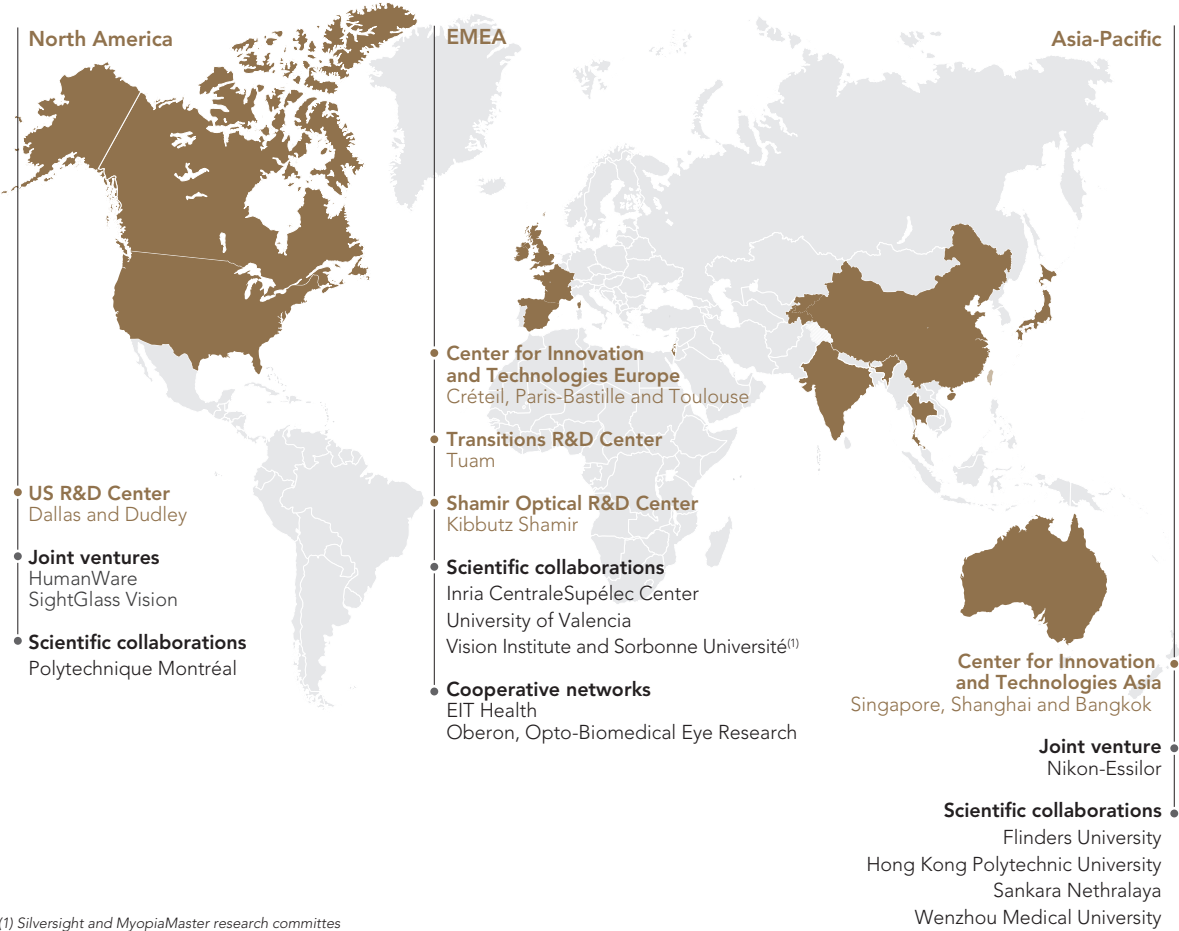 North America
US R&D Center
Dallas and Dudley
Joint ventures
HumanWare
SightGlass Vision
Scientific collaborations
Polytechnique Montréal
EMEA
Center for Innovation
and Technologies Europe
Créteil, Paris-Bastille and Toulouse
Transitions R&D Center
Tuam
Shamir Optical R&D Center
Kibbutz Shamir
Scientific collaborations
Inria CentraleSupélec Center
University of Valencia
Vision Institute and Sorbonne Université(1)
Cooperative networks
EIT Health
Oberon, Opto-Biomedical Eye Research
Asia-Pacific
Center for Innovation
and Technologies Asia
Singapore, Shanghai and Bangkok
Joint venture
Nikon-Essilor
Scientific collaborations
Flinders University
Hong Kong Polytechnic University
Sankara Nethralaya
Wenzhou Medical University
(1) Silversight and MyopiaMaster research committes